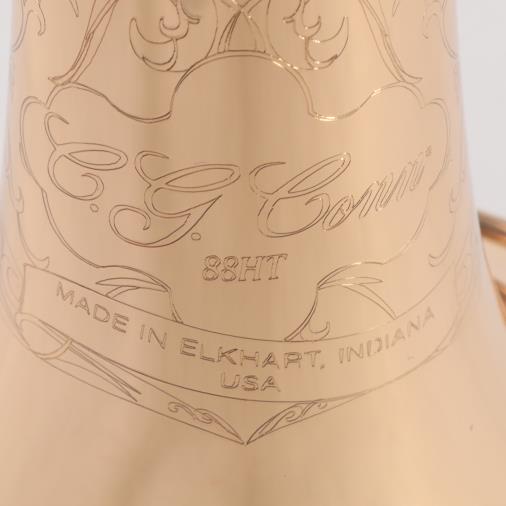 C. G. Conn
88HT
MADE IN ELKHART, INDIANA
USA